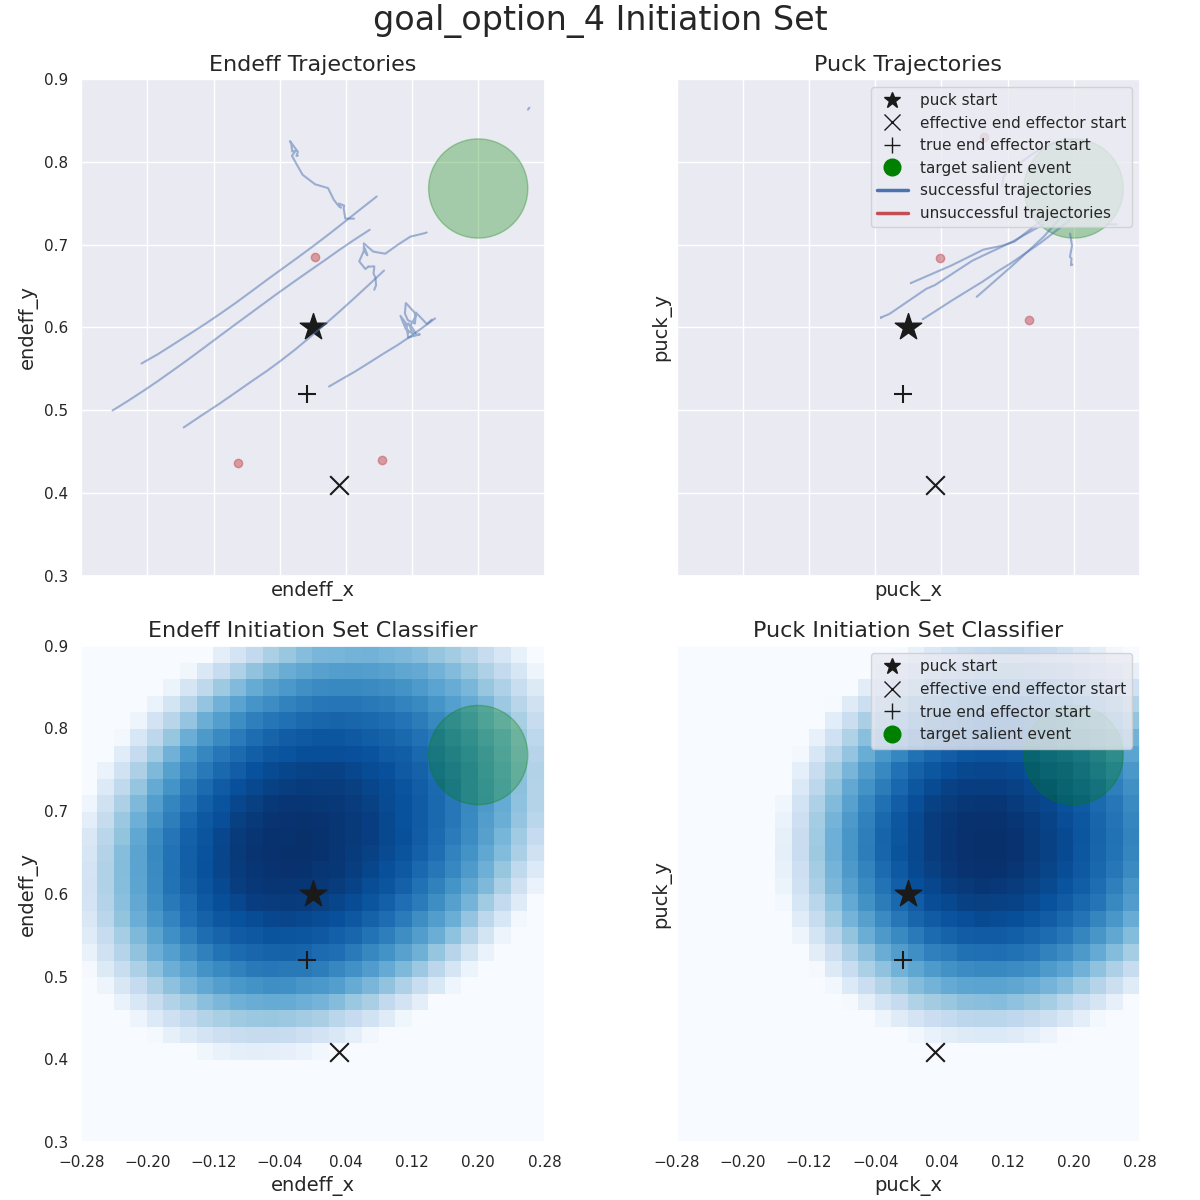 goal_option_4 Initiation Set
Endeff Trajectories
Puck Trajectories
0.9
0.8
0.7
0.6
0.5
0.4
0.3
endeff_y
endeff_x
puck start
effective end effector start
true end effector start
target salient event
successful trajectories
unsuccessful trajectories
puck_y
puck_x
Endeff Initiation Set Classifier
Puck Initiation Set Classifier
0.9
0.8
0.7
0.6
0.5
0.4
0.3
endeff_y
−0.28 −0.20 −0.12 −0.04 0.04 0.12 0.20 0.28
endeff_x
puck start
effective end effector start
true end effector start
target salient event
puck_y
−0.28 −0.20 −0.12 −0.04 0.04 0.12 0.20 0.28
puck_x